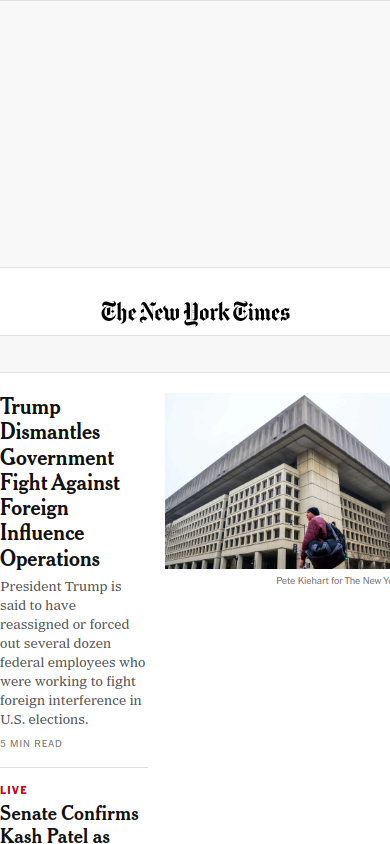 The New York Times
Trump
Dismantles
Government
Fight Against
Foreign
Influence
Operations
President Trump is
said to have
reassigned or forced
out several dozen
federal employees who
were working to fight
foreign interference in
U.S. elections.
5 MIN READ
Pete Kiehart for The New Yo
LIVE
Senate Confirms
Kash Patel as